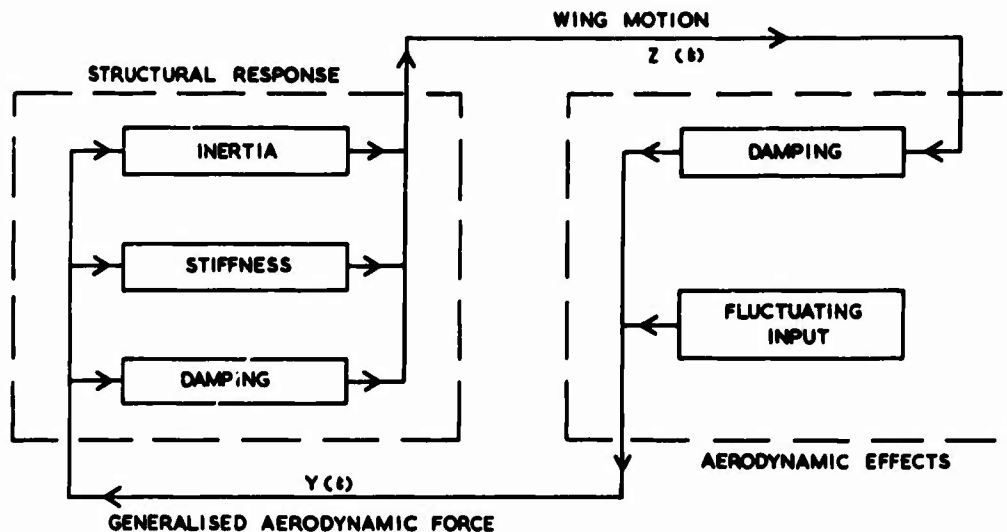 WING MOTION
Z (t)
STRUCTURAL RESPONSE
INERTIA
STIFFNESS
DAMPING
DAMPING
FLUCTUATING
INPUT
AERODYNAMIC EFFECTS
Y(t)
GENERALISED AERODYNAMIC FORCE